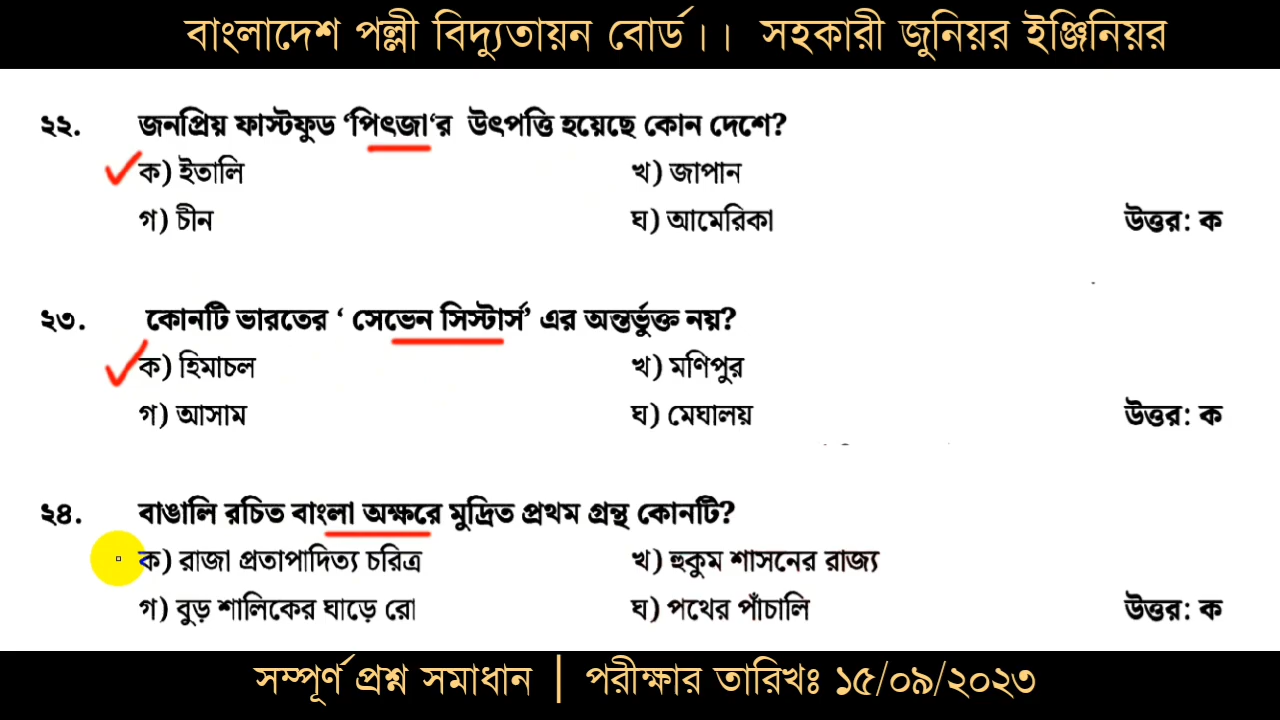 বাংলাদেশ পল্লী বিদ্যুতায়ন বোর্ড।। সহকারী জুনিয়র ইঞ্জিনিয়র
২২. জনপ্রিয় ফাস্টফুড ‘পিৎজা‘র উৎপত্তি হয়েছে কোন দেশে?
ক) ইতালি খ) জাপান
গ) চীন ঘ) আমেরিকা উত্তর: ক
২৩. কোনটি ভারতের ‘ সেভেন সিস্টার্স’ এর অন্তর্ভুক্ত নয়?
ক) হিমাচল খ) মণিপুর
গ) আসাম ঘ) মেঘালয় উত্তর: ক
২৪. বাঙালি রচিত বাংলা অক্ষরে মুদ্রিত প্রথম গ্রন্থ কোনটি?
ক) রাজা প্রতাপাদিত্য চরিত্র খ) হুকুম শাসনের রাজ্য
গ) বুড় শালিকের ঘাড়ে রো ঘ) পথের পাঁচালি উত্তর: ক
সম্পূর্ণ প্রশ্ন সমাধান | পরীক্ষার তারিখঃ ১৫/০৯/২০২৩